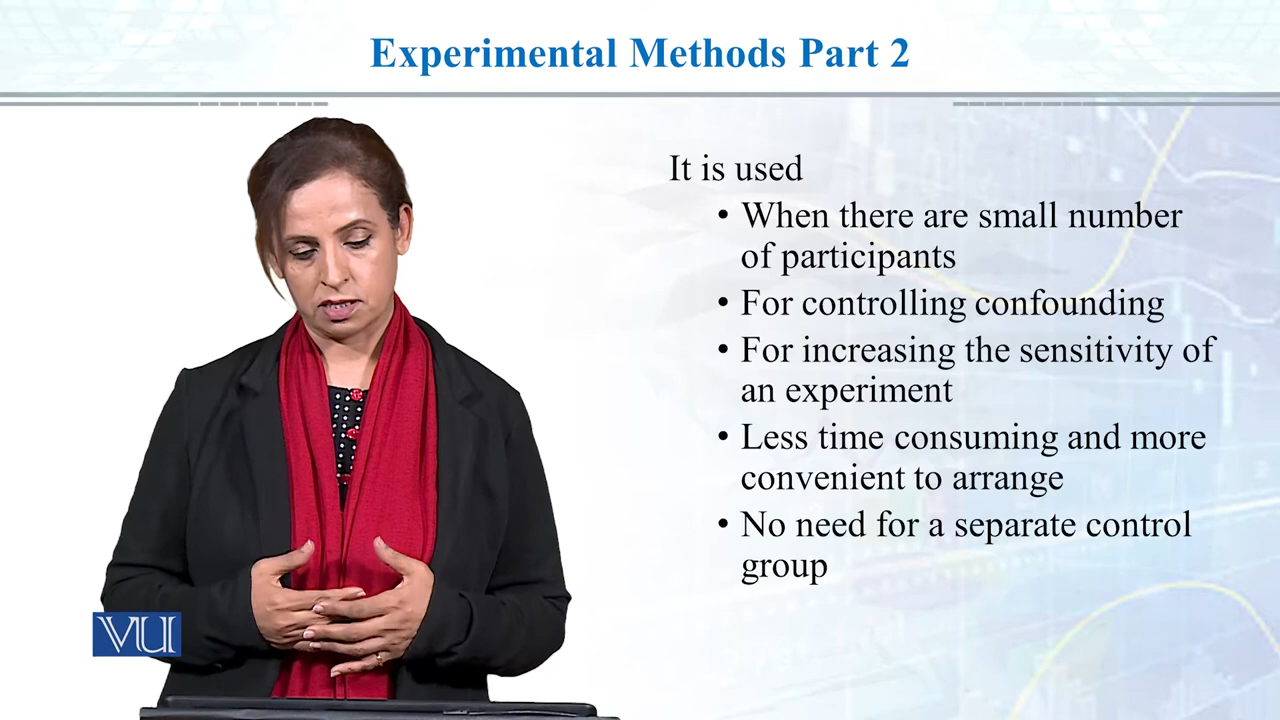 Experimental Methods Part 2
It is used
• When there are small number
of participants
• For controlling confounding
• For increasing the sensitivity of
an experiment
• Less time consuming and more
convenient to arrange
• No need for a separate control
group
VU